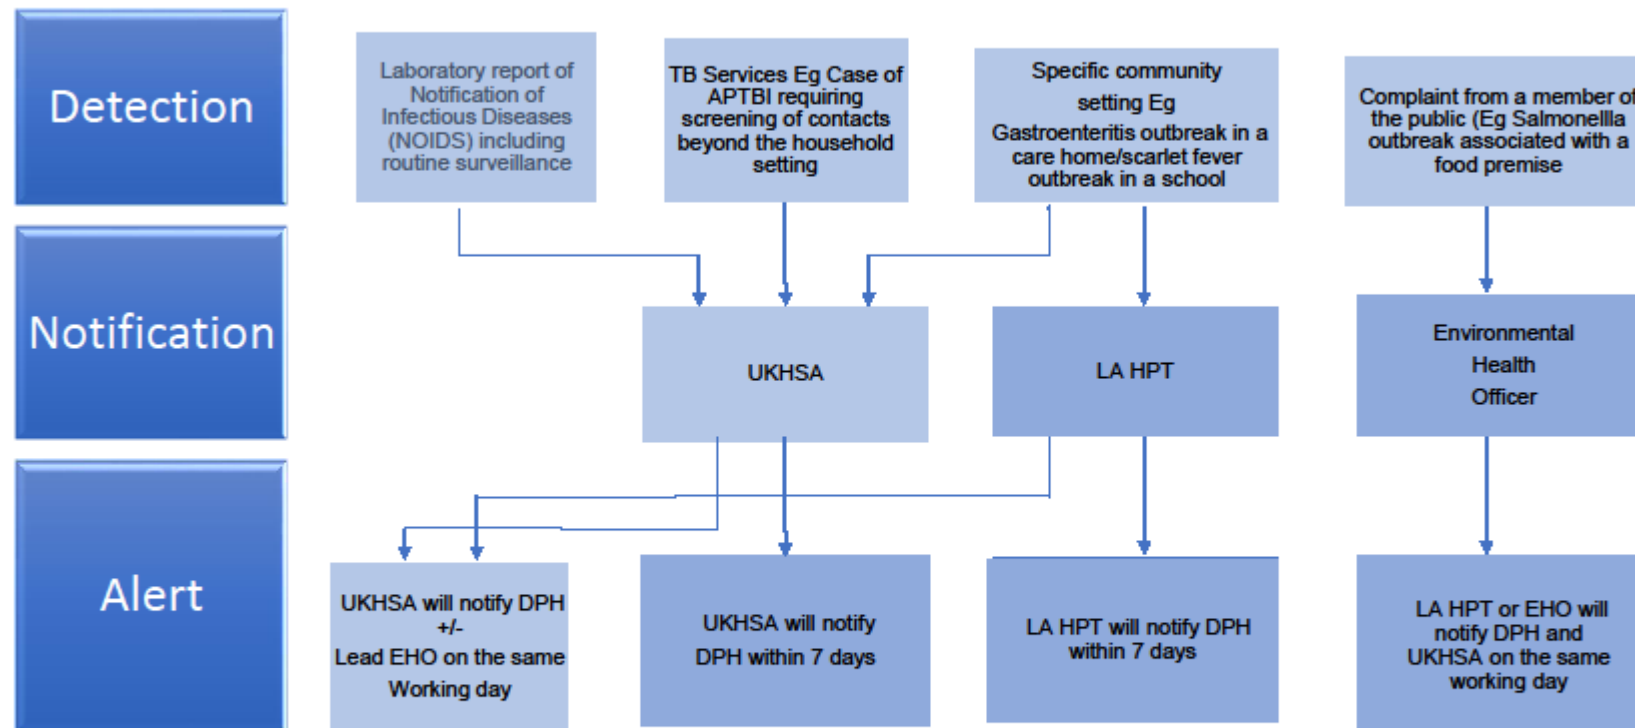 Detection
Laboratory report of
Notification of
Infectious Diseases
(NOIDS) including
routine surveillance
TB Services Eg Case of
APTBI requiring
screening of contacts
beyond the household
setting
Specific community
setting Eg
Gastroenteritis outbreak in a
care home/scarlet fever
outbreak in a school
Complaint from a member of
the public (Eg Salmonellla
outbreak associated with a
food premise
Notification
UKHSA
LA HPT
Environmental
Health
Officer
Alert
UKHSA will notify DPH
+/-
Lead EHO on the same
Working day
UKHSA will notify
DPH within 7 days
LA HPT will notify DPH
within 7 days
LA HPT or EHO will
notify DPH and
UKHSA on the same
working day